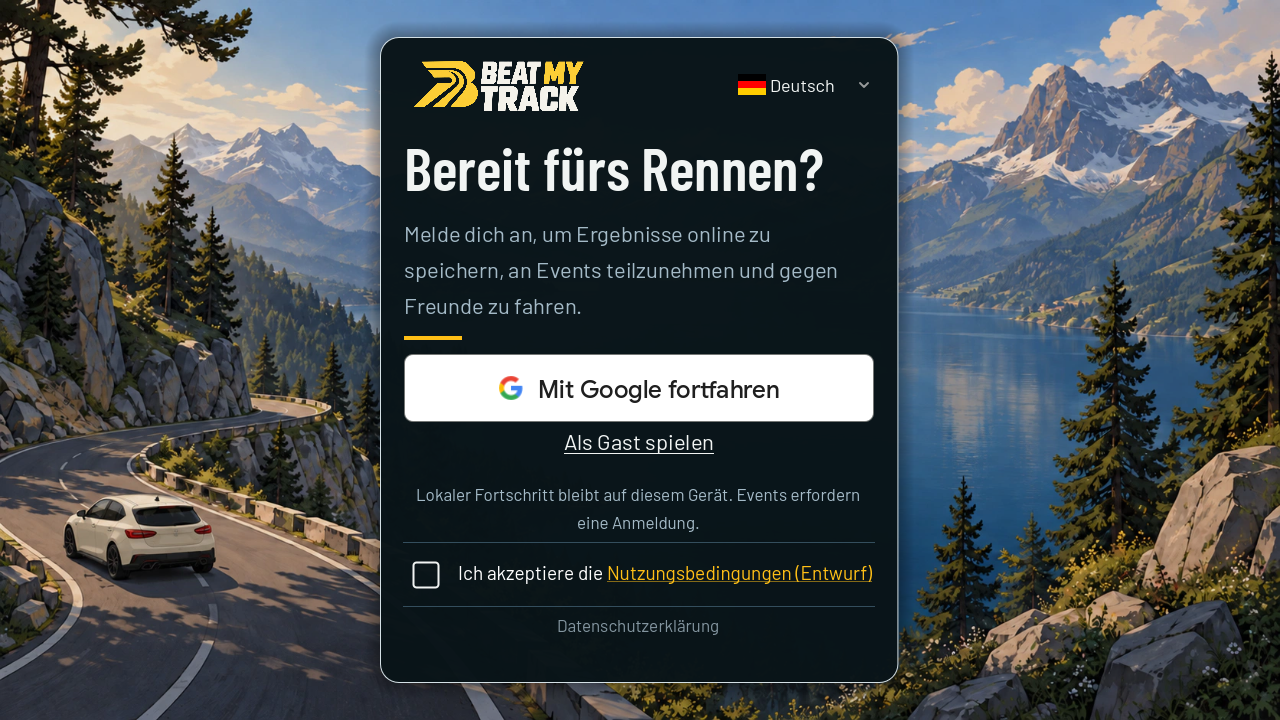 BEAT MY
TRACK
Deutsch
Bereit fürs Rennen?
Melde dich an, um Ergebnisse online zu
speichern, an Events teilzunehmen und gegen
Freunde zu fahren.
Mit Google fortfahren
Als Gast spielen
Lokaler Fortschritt bleibt auf diesem Gerät. Events erfordern
eine Anmeldung.
Ich akzeptiere die Nutzungsbedingungen (Entwurf)
Datenschutzerklärung